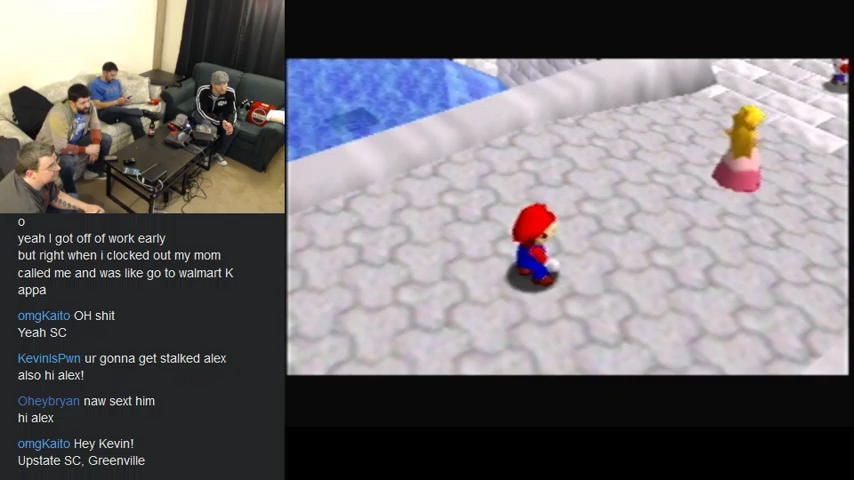 o
yeah I got off of work early
but right when i clocked out my mom
called me and was like go to walmart K
appa
omgKaito OH shit
Yeah SC
KevinIsPwn ur gonna get stalked alex
also hi alex!
Oheybryan naw sext him
hi alex
omgKaito Hey Kevin!
Upstate SC, Greenville